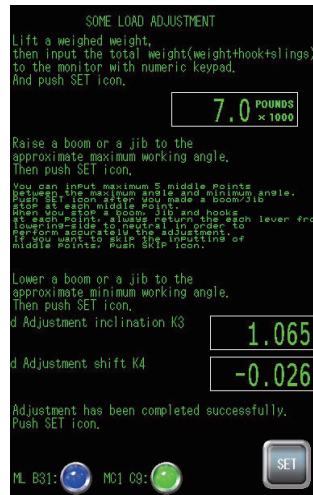 SOME LOAD ADJUSTMENT
Lift a weighed weight,
then input the total weight(weight+hook+slings)
to the monitor with numeric keypad.
And push SET icon.
7.0 POUNDS × 1000
Raise a boom or a jib to the
approximate maximum working angle.
Then push SET icon.
You can input maximum 5 middle points
between the maximum angle and minimum angle.
Push SET icon after you made a boom/jib
stop at each middle point.
When you stop a boom, jib and hooks
at each point, always return the each lever fro
lowering-side to neutral in order to
perform accurately the adjustment.
If you want to skip the inputting of
middle points, Push SKIP icon.
Lower a boom or a jib to the
approximate minimum working angle.
Then push SET icon.
d Adjustment inclination K3
1.065
d Adjustment shift K4
-0.026
Adjustment has been completed successfully.
Push SET icon.
ML B31: MC1 C9: SET